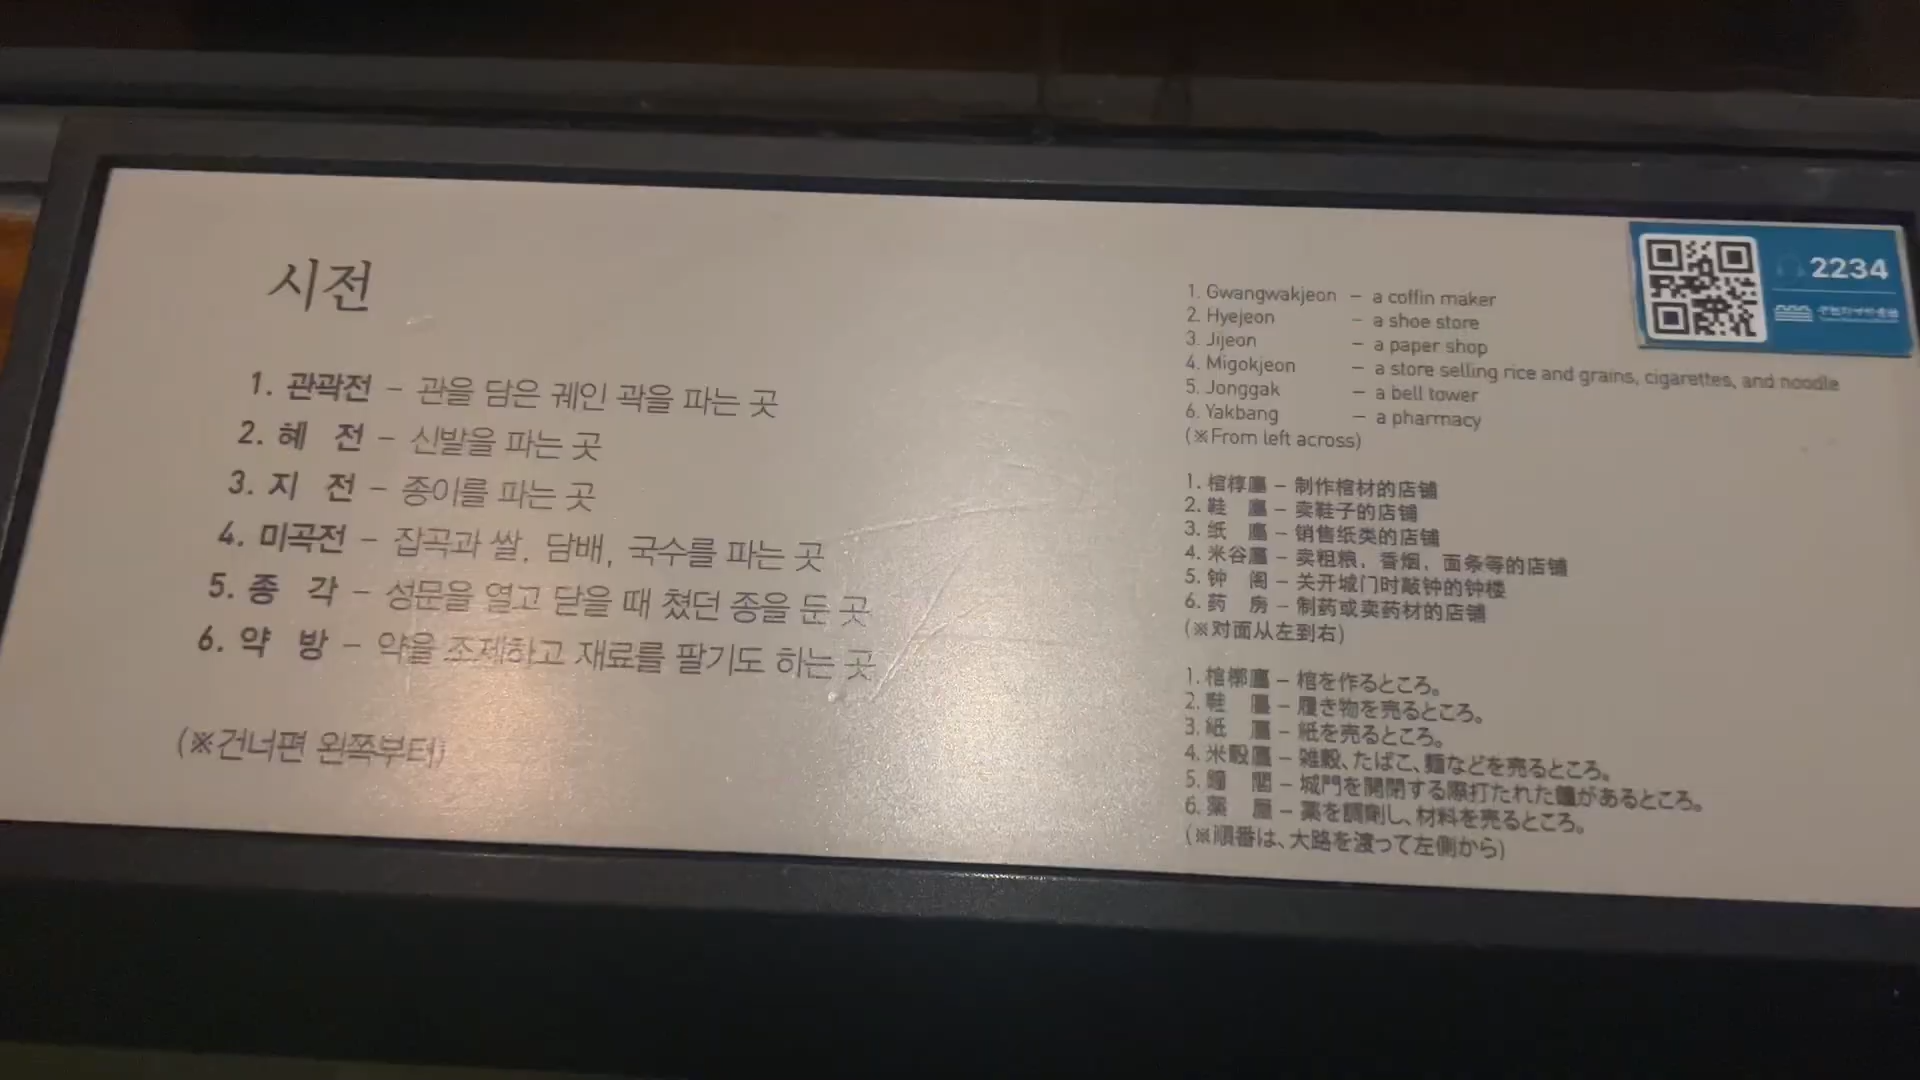 시전
1. 관곽전 – 관을 담은 궤인 곽을 파는 곳
2. 혜 전 – 신발을 파는 곳
3. 지 전 – 종이를 파는 곳
4. 미곡전 – 잡곡과 쌀, 담배, 국수를 파는 곳
5. 종 각 – 성문을 열고 닫을 때 쳤던 종을 둔 곳
6. 약 방 – 약을 조제하고 재료를 팔기도 하는 곳
(※건너편 왼쪽부터)
1. Gwangwakjeon – a coffin maker
2. Hyejeon – a shoe store
3. Jijeon – a paper shop
4. Migokjeon – a store selling rice and grains, cigarettes, and noodle
5. Jonggak – a bell tower
6. Yakbang – a pharmacy
(※From left across)
1. 棺椁廛 – 制作棺材的店铺
2. 鞋 廛 – 卖鞋子的店铺
3. 纸 廛 – 销售纸类的店铺
4. 米谷廛 – 卖粗粮，香烟，面条等的店铺
5. 钟 阁 – 关开城门时敲钟的钟楼
6. 药 房 – 制药或卖药材的店铺
(※对面从左到右)
1. 棺槨廛 – 棺を作るところ。
2. 鞋 廛 – 履き物を売るところ。
3. 紙 廛 – 紙を売るところ。
4. 米穀廛 – 雑穀、たばこ、麺などを売るところ。
5. 鐘 閣 – 城門を開閉する際打たれた鐘があるところ。
6. 薬 – 薬を調剤し、材料を売るところ。
(※順番は、大路を渡って左側から)
2234